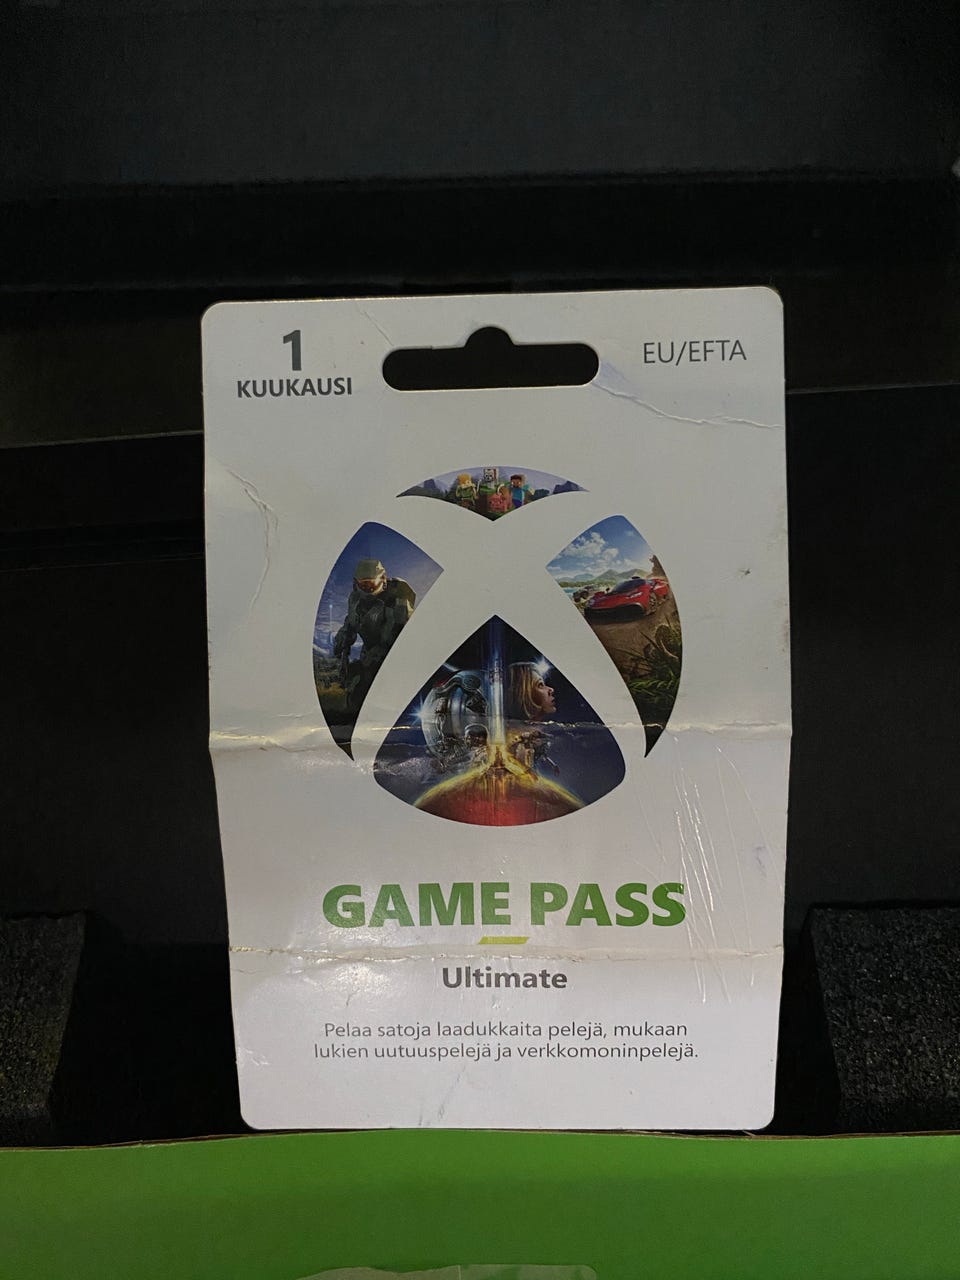 1
KUUKAUSI
EU/EFTA
GAME PASS
Ultimate
Pelaa satoja laadukkaita pelejä, mukaan
lukien uutuuspelejä ja verkkomoninpelejä.